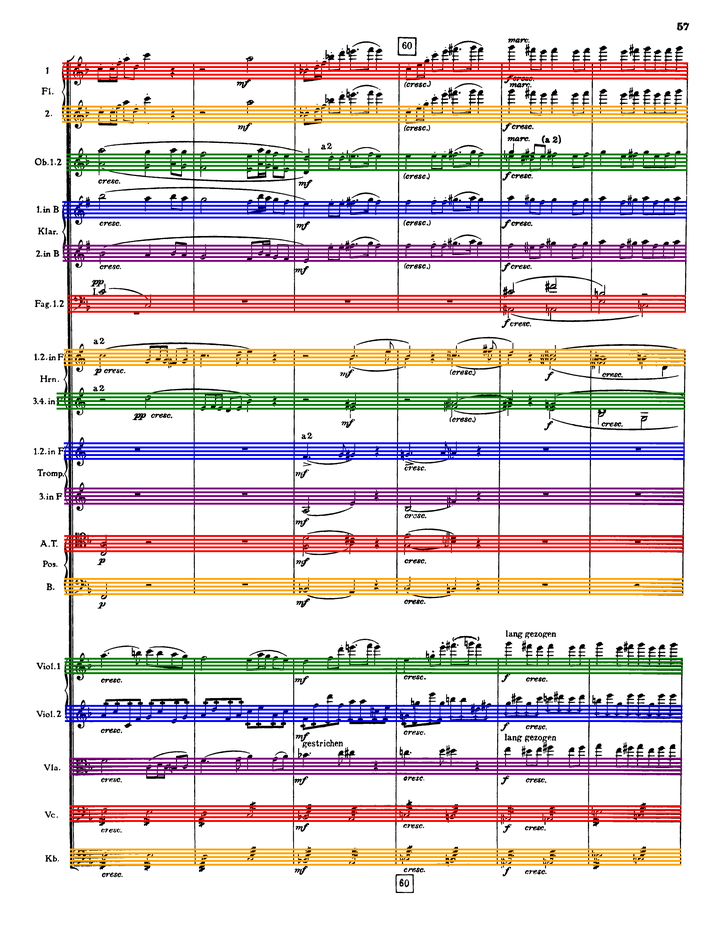 57
60
marc.
1
Fl.
mf
(cresc.)
f cresc.
marc.
2.
mf
(cresc.)
f cresc.
marc. (a 2)
a 2
Ob.1.2
cresc.
mf
(cresc.)
f cresc.
1. in B
cresc.
mf
(cresc.)
f cresc.
Klar.
2. in B
cresc.
mf
(cresc.)
f cresc.
pp
1.
Fag.1.2
f cresc.
a 2
1.2. in F
p cresc.
mf
(cresc.)
f
cresc.
Hrn.
a 2
3.4. in
pp cresc.
mf
(cresc.)
f
cresc.
a 2
1.2. in F
mf
cresc.
Tromp.
3. in F
mf
cresc.
A.T.
p
mf
cresc.
Pos.
B.
p
mf
cresc.
lang gezogen
Viol.1
cresc.
mf
cresc.
f cresc.
Viol.2
cresc.
mf
cresc.
f cresc.
gestrichen
lang gezogen
Vla.
cresc.
mf
cresc.
f cresc.
Vc.
cresc.
mf
cresc.
f cresc.
Kb.
cresc.
mf
cresc.
f cresc.
60